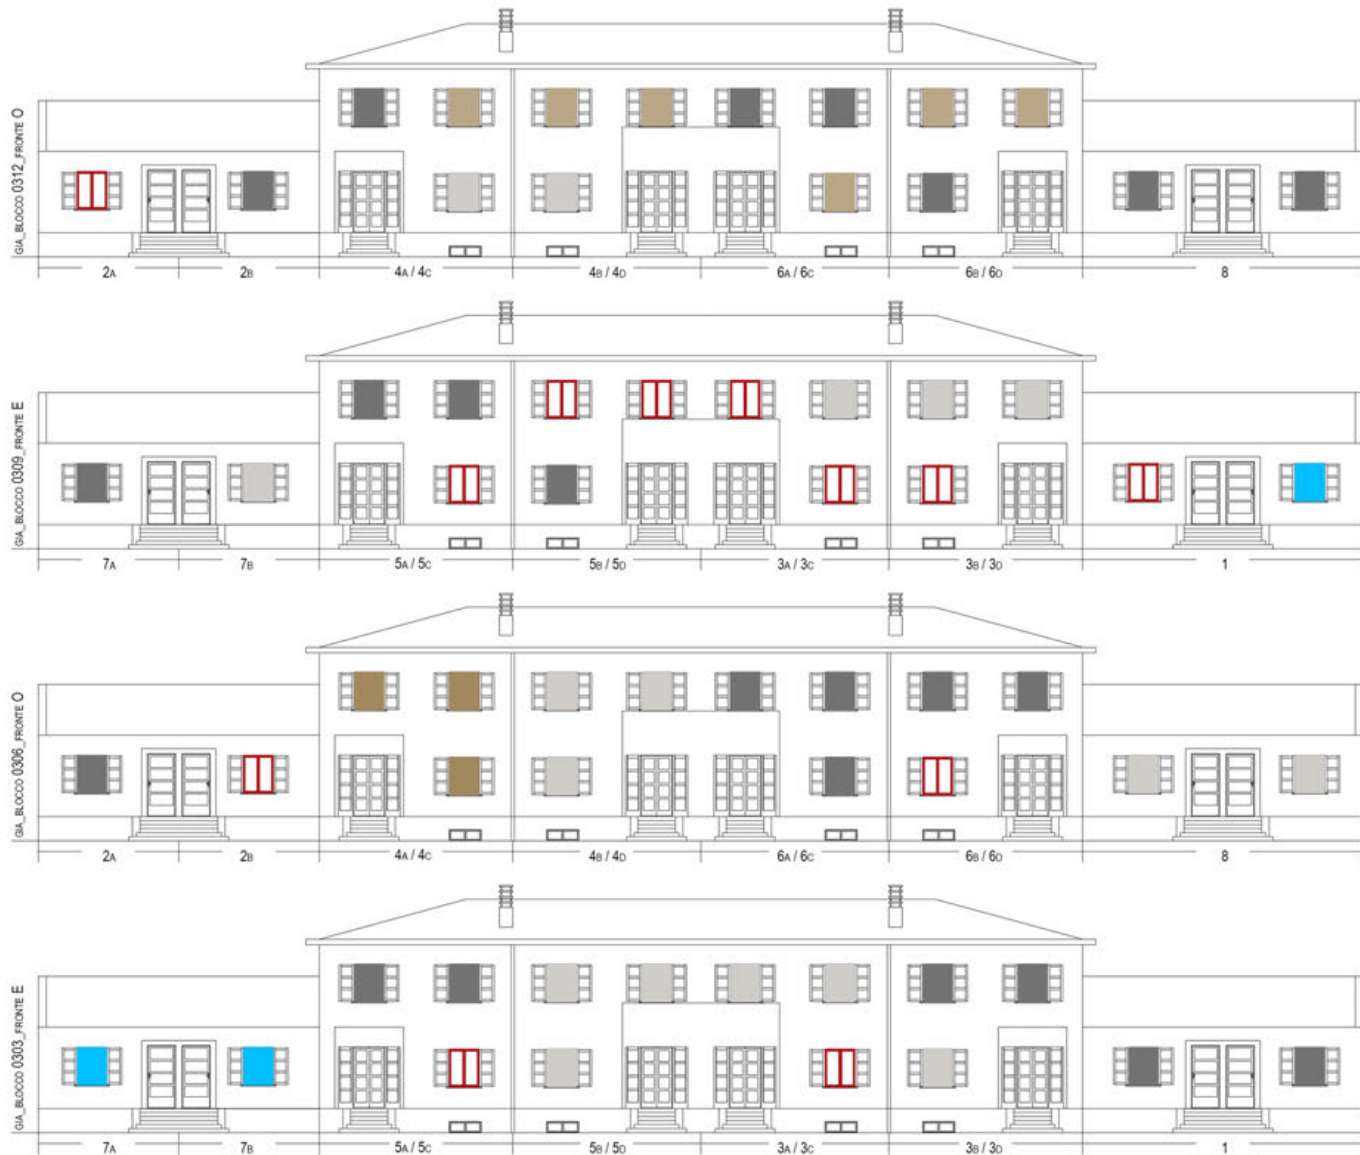 GIA_BLOCCO 0312_FRONTE O
2A 2B 4A / 4C 4B / 4D 6A / 6C 6B / 6D 8
GIA_BLOCCO 0309_FRONTE E
7A 7B 5A / 5C 5B / 5D 3A / 3C 3B / 3D 1
GIA_BLOCCO 0306_FRONTE O
2A 2B 4A / 4C 4B / 4D 6A / 6C 6B / 6D 8
GIA_BLOCCO 0303_FRONTE E
7A 7B 5A / 5C 5B / 5D 3A / 3C 3B / 3D 1